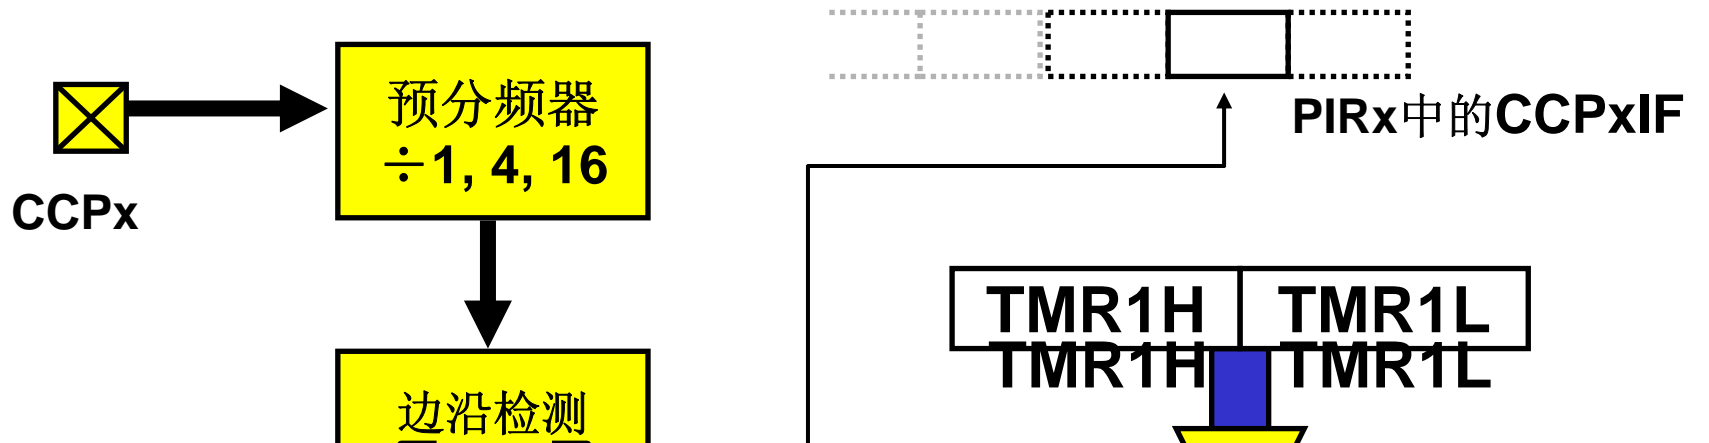 预分频器
÷1, 4, 16
CCPx
PIRx中的CCPxIF
TMR1H TMR1L
TMR1H TMR1L
边沿检测